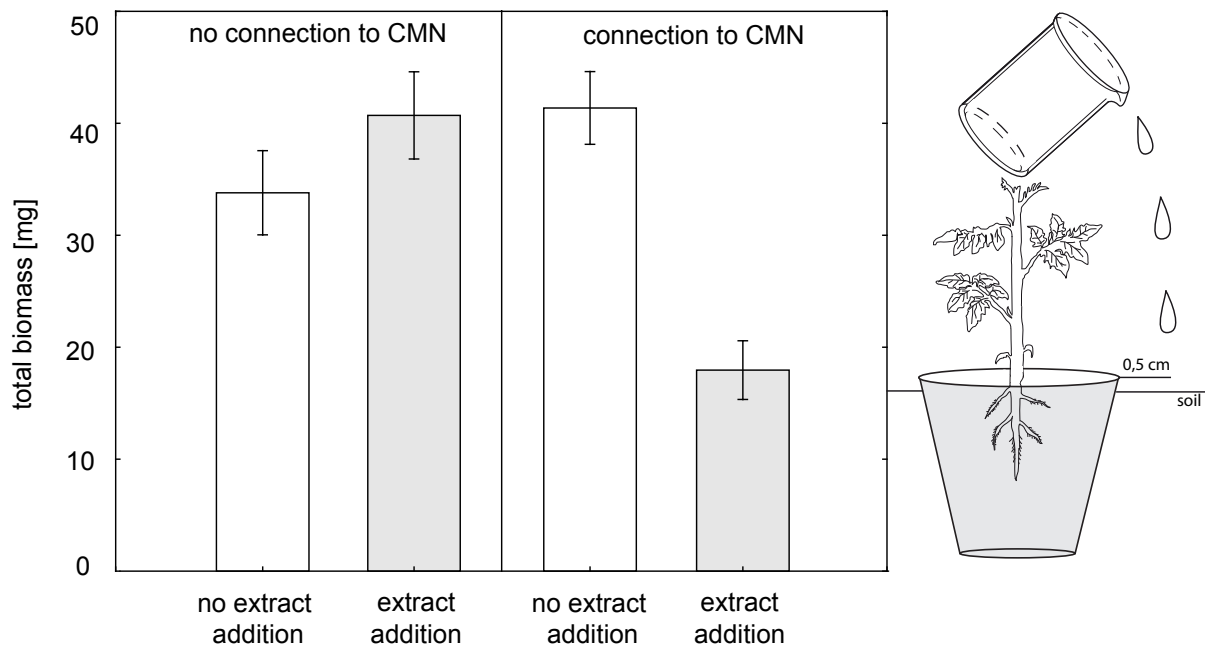 50
40
30
20
10
0
total biomass [mg]
no connection to CMN
connection to CMN
no extract
addition
extract
addition
no extract
addition
extract
addition
0,5 cm
soil